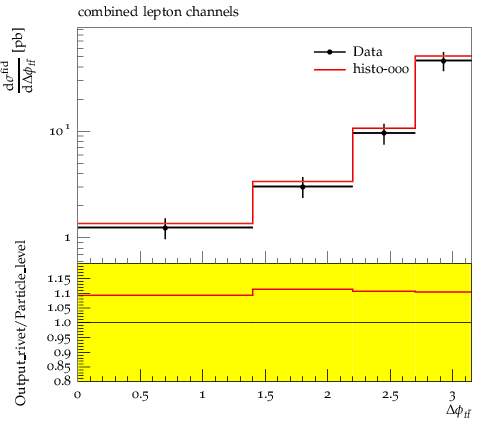 combined lepton channels
dσ^fid
dΔϕ_tt̄ [pb]
Data
histo-000
10^1
1
Output_rivet/Particle_level
1.15
1.1
1.05
1.0
0.95
0.9
0.85
0.8
0 0.5 1 1.5 2 2.5 3
Δϕ_tt̄